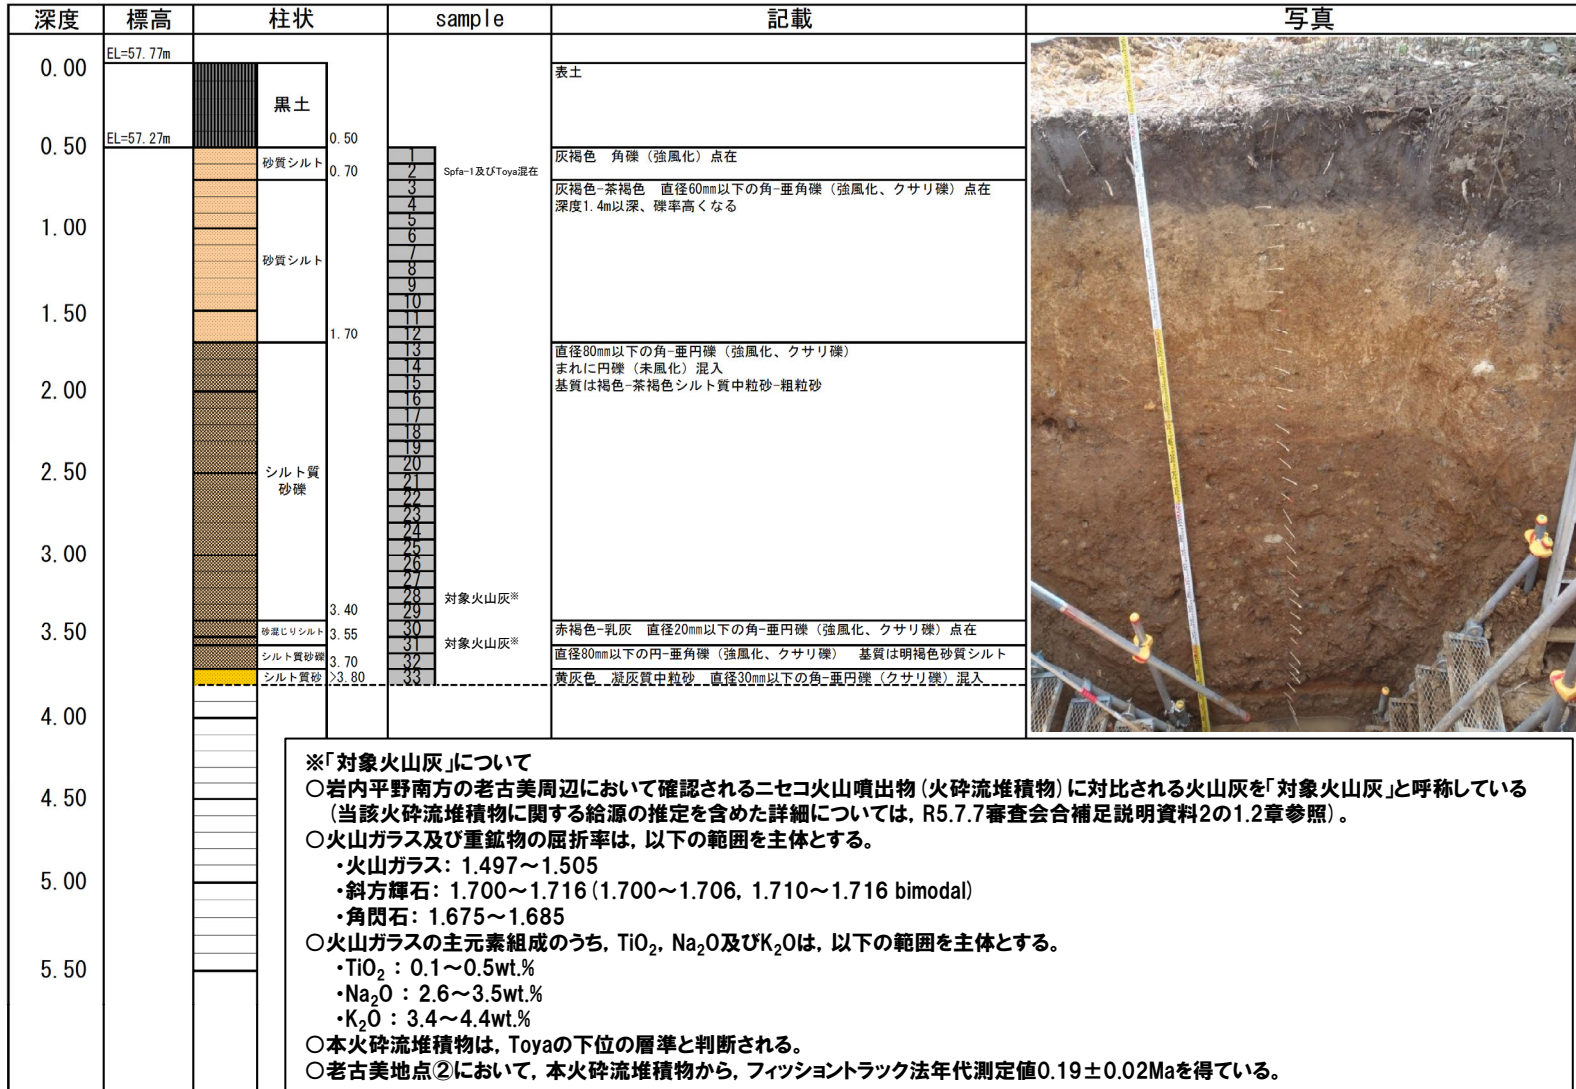 深度 標高 柱状 sample 記載 写真
EL=57.77m
0.00
表土
黒土
EL=57.27m
0.50
0.50
砂質シルト
0.70
1
2
Spfa-1及びToya混在
灰褐色 角礫（強風化）点在
3
4
5
6
7
8
9
10
11
12
灰褐色-茶褐色 直径60mm以下の角-亜角礫（強風化、クサリ礫）点在
深度1.4m以深、礫率高くなる
1.00
砂質シルト
1.50
1.70
13
14
15
16
17
18
19
20
21
22
23
24
25
26
27
28
29
直径80mm以下の角-亜円礫（強風化、クサリ礫）
まれに円礫（未風化）混入
基質は褐色-茶褐色シルト質中粒砂-粗粒砂
2.00
2.50
シルト質
砂礫
3.00
対象火山灰※
3.40
3.50
砂混じりシルト
3.55
30
31
対象火山灰※
赤褐色-乳灰 直径20mm以下の角-亜円礫（強風化、クサリ礫）点在
シルト質砂礫
3.70
32
直径80mm以下の円-亜角礫（強風化、クサリ礫） 基質は明褐色砂質シルト
シルト質砂
>3.80
33
黄灰色 凝灰質中粒砂 直径30mm以下の角-亜円礫（クサリ礫）混入
4.00
4.50
5.00
5.50
※「対象火山灰」について
○岩内平野南方の老古美周辺において確認されるニセコ火山噴出物（火砕流堆積物）に対比される火山灰を「対象火山灰」と呼称している
（当該火砕流堆積物に関する給源の推定を含めた詳細については，R5.7.7審査会合補足説明資料2の1.2章参照）。
○火山ガラス及び重鉱物の屈折率は，以下の範囲を主体とする。
・火山ガラス：1.497～1.505
・斜方輝石：1.700～1.716（1.700～1.706，1.710～1.716 bimodal）
・角閃石：1.675～1.685
○火山ガラスの主元素組成のうち，TiO₂，Na₂O及びK₂Oは，以下の範囲を主体とする。
・TiO₂：0.1～0.5wt.%
・Na₂O：2.6～3.5wt.%
・K₂O：3.4～4.4wt.%
○本火砕流堆積物は，Toyaの下位の層準と判断される。
○老古美地点②において，本火砕流堆積物から，フィッショントラック法年代測定値0.19±0.02Maを得ている。